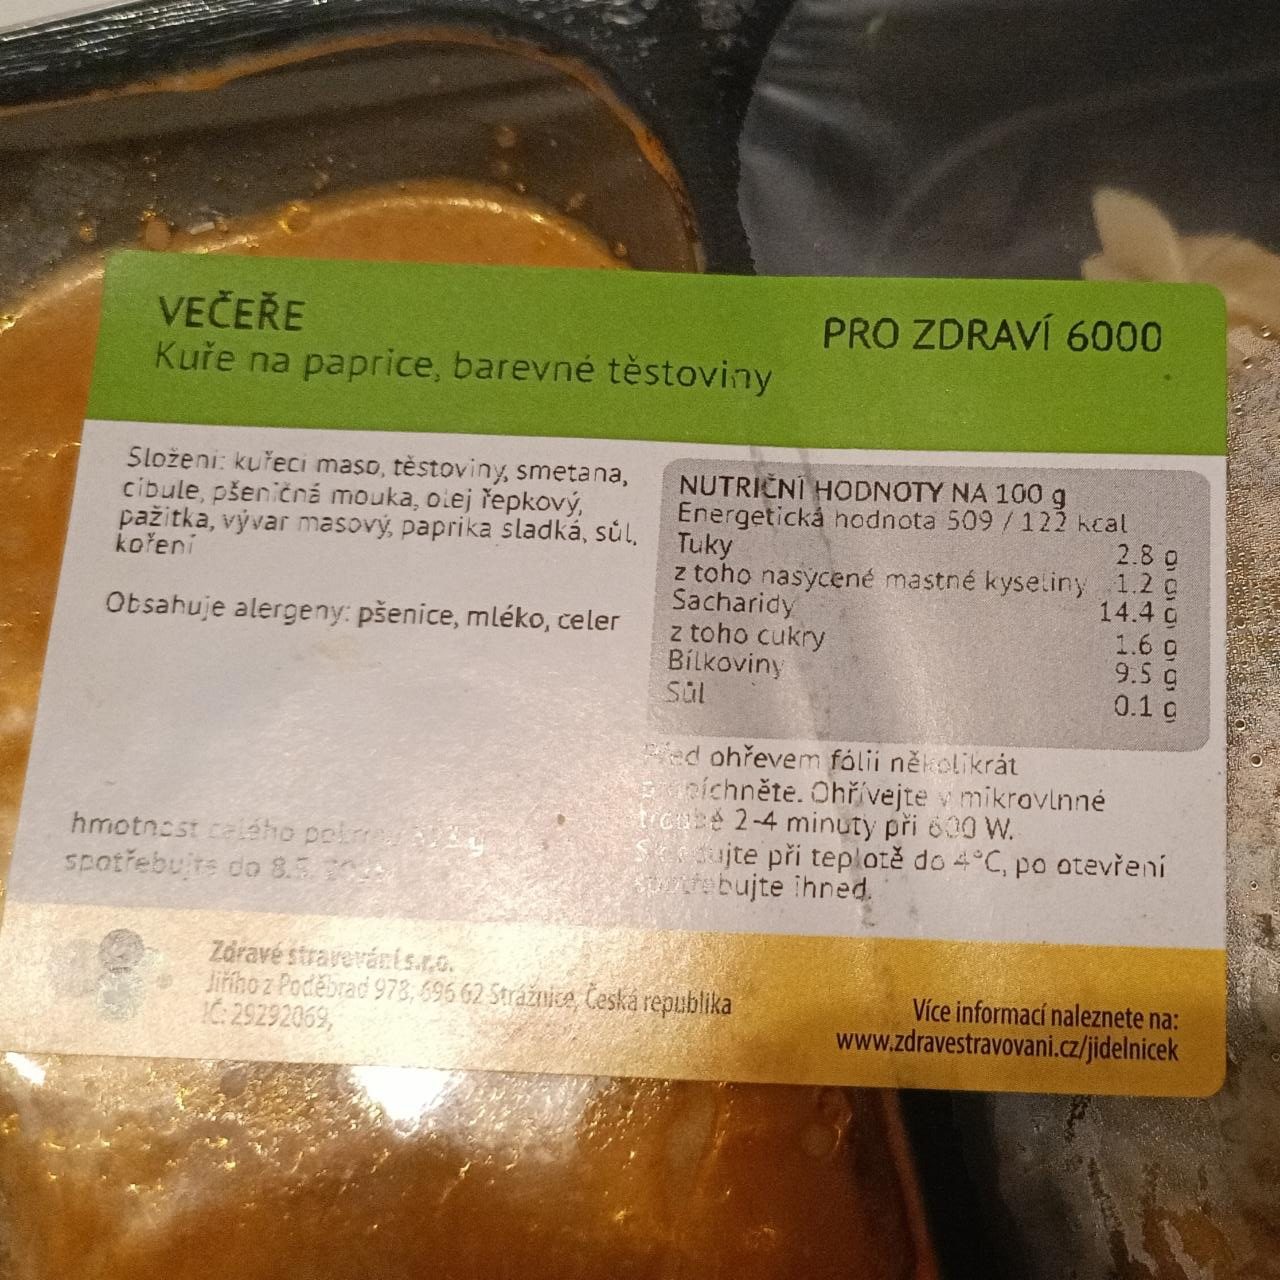 VEČEŘE
Kuře na paprice, barevné těstoviny
PRO ZDRAVÍ 6000
Složení: kuřecí maso, těstoviny, smetana,
cibule, pšeničná mouka, olej řepkový,
pažitka, vývar masový, paprika sladká, sůl,
koření
Obsahuje alergeny: pšenice, mléko, celer
hmotnost celého pokrmu g
spotřebujte do 8.5.
NUTRIČNÍ HODNOTY NA 100 g
Energetická hodnota 509 / 122 kcal
Tuky 2.8 g
z toho nasycené mastné kyseliny 1.2 g
Sacharidy 14.4 g
z toho cukry 1.6 g
Bílkoviny 9.5 g
Sůl 0.1 g
Před ohřevem fólii několikrát
propíchněte. Ohřívejte v mikrovlnné
troubě 2-4 minuty při 600 W.
Skladujte při teplotě do 4°C, po otevření
spotřebujte ihned.
Zdravé stravování s.r.o.
Jiřího z Poděbrad 978, 696 62 Strážnice, Česká republika
IČ: 29292069,
Více informací naleznete na:
www.zdravestravovani.cz/jidelnicek